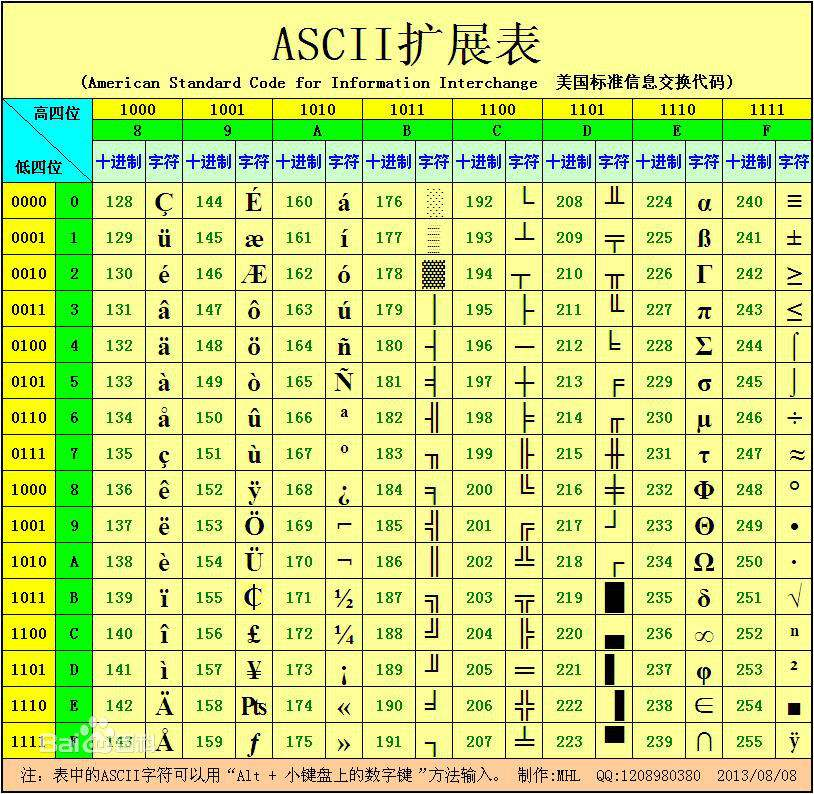 ASCII扩展表
(American Standard Code for Information Interchange 美国标准信息交换代码)
高四位 1000 1001 1010 1011 1100 1101 1110 1111
8 9 A B C D E F
低四位 十进制 字符 十进制 字符 十进制 字符 十进制 字符 十进制 字符 十进制 字符 十进制 字符 十进制 字符
0000 0 128 Ç 144 É 160 á 176 ░ 192 └ 208 ╨ 224 α 240 ≡
0001 1 129 ü 145 æ 161 í 177 ▒ 193 ┴ 209 ╤ 225 ß 241 ±
0010 2 130 é 146 Æ 162 ó 178 ▓ 194 ┬ 210 ╥ 226 Γ 242 ≥
0011 3 131 â 147 ô 163 ú 179 │ 195 ├ 211 ╙ 227 π 243 ≤
0100 4 132 ä 148 ö 164 ñ 180 ┤ 196 ─ 212 ╘ 228 Σ 244 ⌠
0101 5 133 à 149 ò 165 Ñ 181 ╡ 197 ┼ 213 ╒ 229 σ 245 ⌡
0110 6 134 å 150 û 166 ª 182 ╢ 198 ╞ 214 ╓ 230 µ 246 ÷
0111 7 135 ç 151 ù 167 º 183 ╖ 199 ╟ 215 ╫ 231 τ 247 ≈
1000 8 136 ê 152 ÿ 168 ¿ 184 ╕ 200 ╚ 216 ╪ 232 Φ 248 °
1001 9 137 ë 153 Ö 169 ⌐ 185 ╣ 201 ╔ 217 ┘ 233 Θ 249 •
1010 A 138 è 154 Ü 170 ¬ 186 ║ 202 ╩ 218 ┌ 234 Ω 250 ·
1011 B 139 ï 155 ₵ 171 ½ 187 ╗ 203 ╦ 219 █ 235 δ 251 √
1100 C 140 î 156 £ 172 ¼ 188 ╝ 204 ╠ 220 ▄ 236 ∞ 252 ⁿ
1101 D 141 ì 157 ¥ 173 ¡ 189 ╜ 205 ═ 221 ▌ 237 φ 253 ²
1110 E 142 Ä 158 ₧ 174 « 190 ╛ 206 ╬ 222 ▐ 238 ∈ 254 ■
1111 F 143 Å 159 ƒ 175 » 191 ┐ 207 ╧ 223 ▀ 239 ∩ 255 ÿ
Baidu百科
注：表中的ASCII字符可以用“Alt + 小键盘上的数字键”方法输入。 制作:MHL QQ:1208980380 2013/08/08